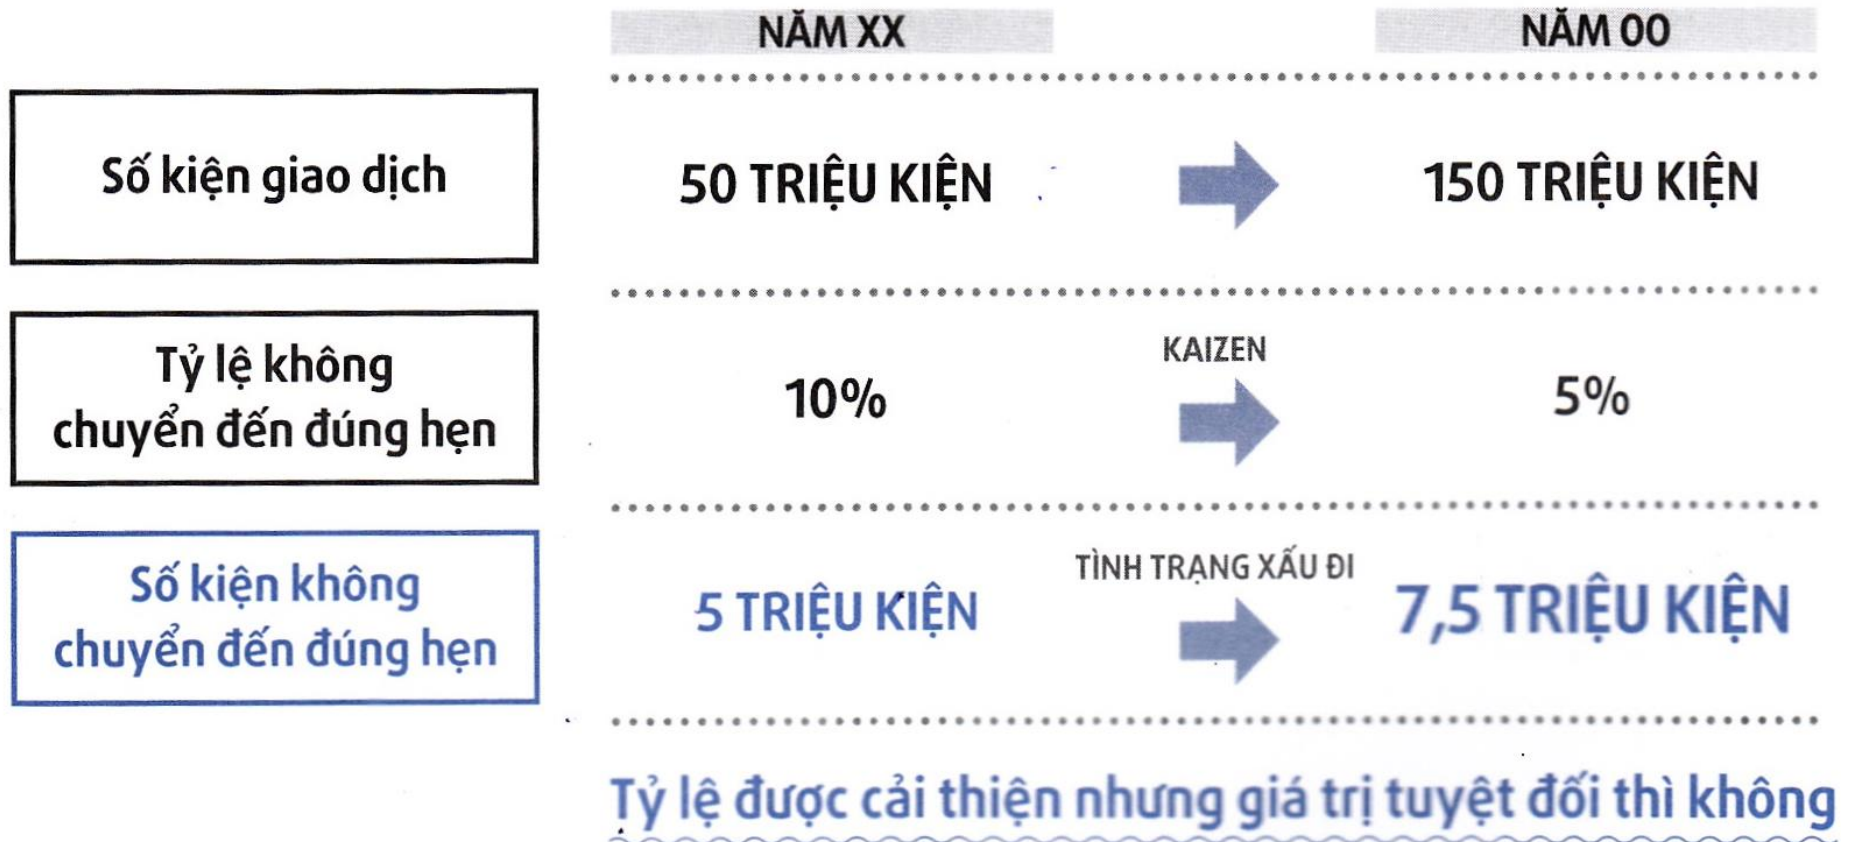 NĂM XX NĂM 00
Số kiện giao dịch 50 TRIỆU KIỆN 150 TRIỆU KIỆN
Tỷ lệ không
chuyển đến đúng hẹn 10% KAIZEN 5%
Số kiện không
chuyển đến đúng hẹn 5 TRIỆU KIỆN TÌNH TRẠNG XẤU ĐI 7,5 TRIỆU KIỆN
Tỷ lệ được cải thiện nhưng giá trị tuyệt đối thì không